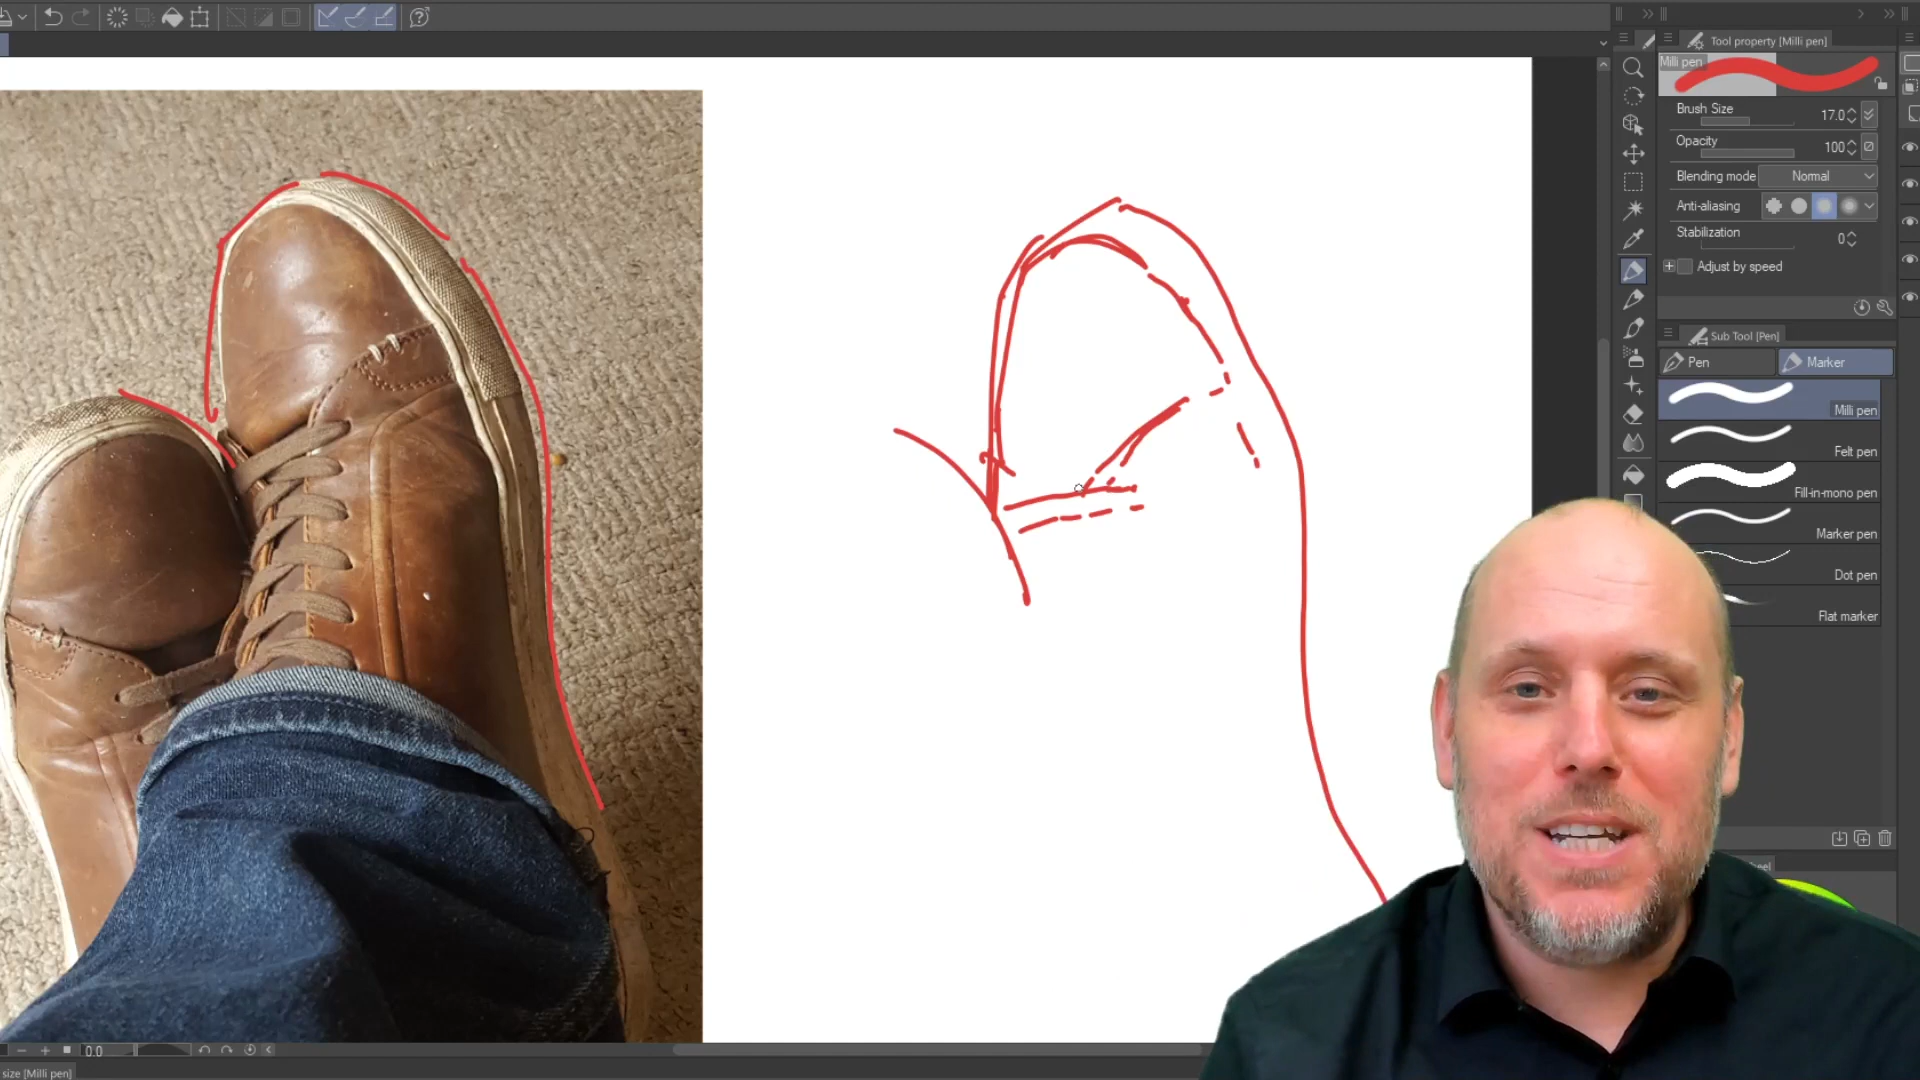 Tool property [Milli pen]
Milli pen
Brush Size
17.0
Opacity
100
Blending mode
Normal
Anti-aliasing
Stabilization
0
Adjust by speed
Sub Tool [Pen]
Pen
Marker
Milli pen
Felt pen
Fill-in-mono pen
Marker pen
Dot pen
Flat marker
0.0
size [Milli pen]